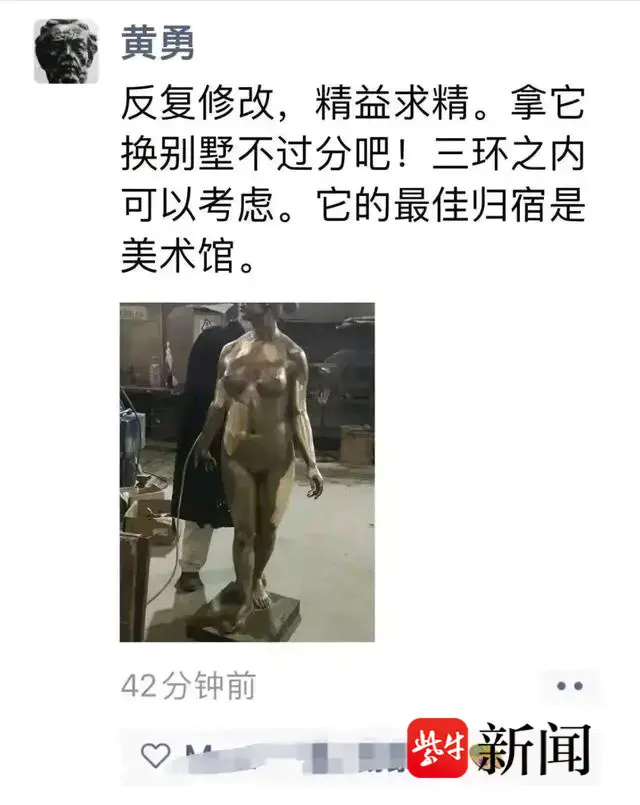 黄勇
反复修改，精益求精。拿它
换别墅不过分吧！三环之内
可以考虑。它的最佳归宿是
美术馆。
42分钟前
紫牛新闻